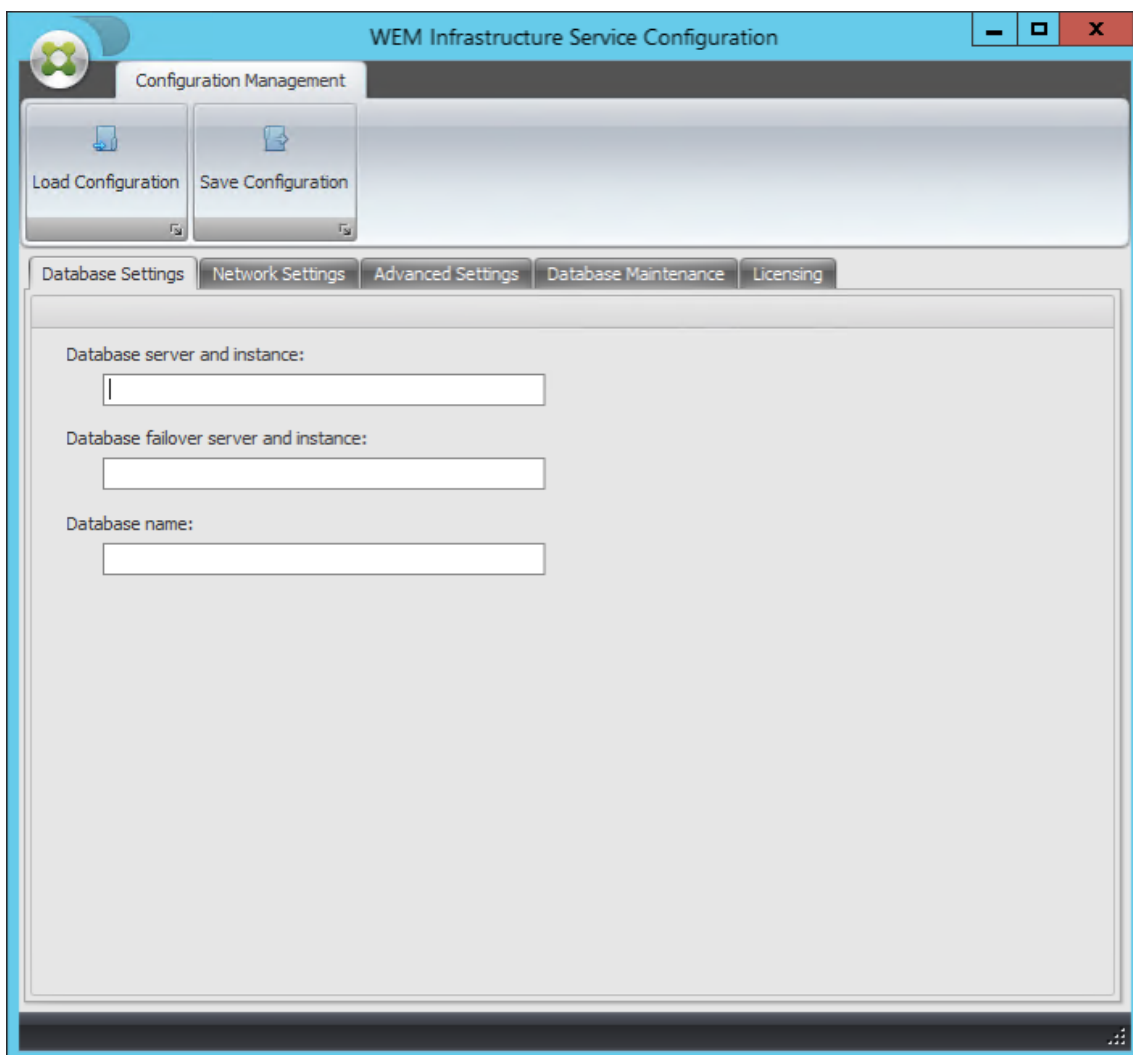 WEM Infrastructure Service Configuration
Configuration Management
Load Configuration
Save Configuration
Database Settings
Network Settings
Advanced Settings
Database Maintenance
Licensing
Database server and instance:
Database failover server and instance:
Database name: